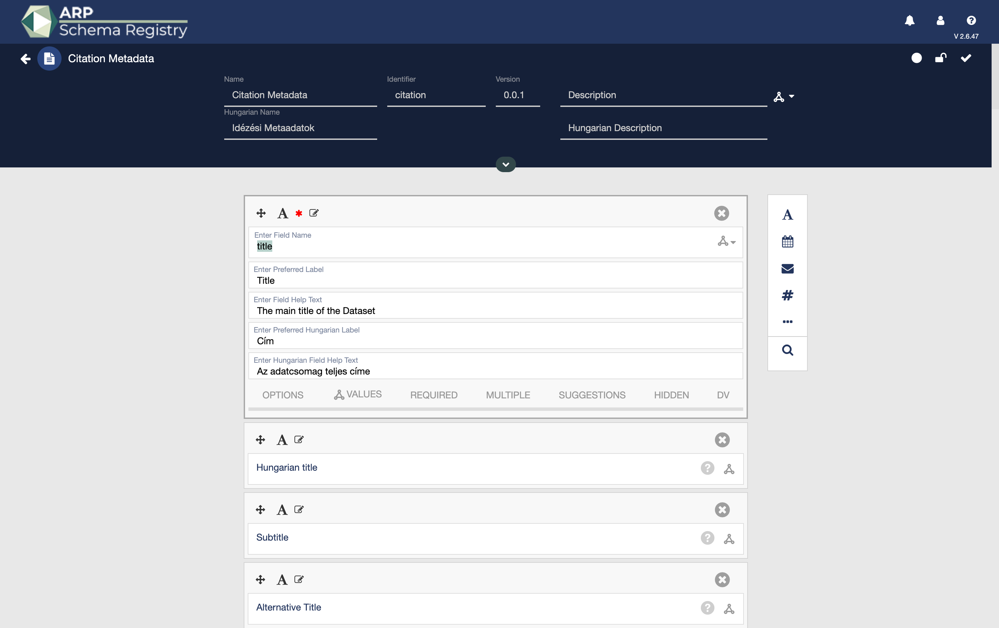 ARP
Schema Registry
V 2.6.47
Citation Metadata
Name
Identifier
Version
Citation Metadata
citation
0.0.1
Description
Hungarian Name
Idézési Metaadatok
Hungarian Description
Enter Field Name
title
Enter Preferred Label
Title
Enter Field Help Text
The main title of the Dataset
Enter Preferred Hungarian Label
Cím
Enter Hungarian Field Help Text
Az adatcsomag teljes címe
OPTIONS VALUES REQUIRED MULTIPLE SUGGESTIONS HIDDEN DV
Hungarian title
Subtitle
Alternative Title